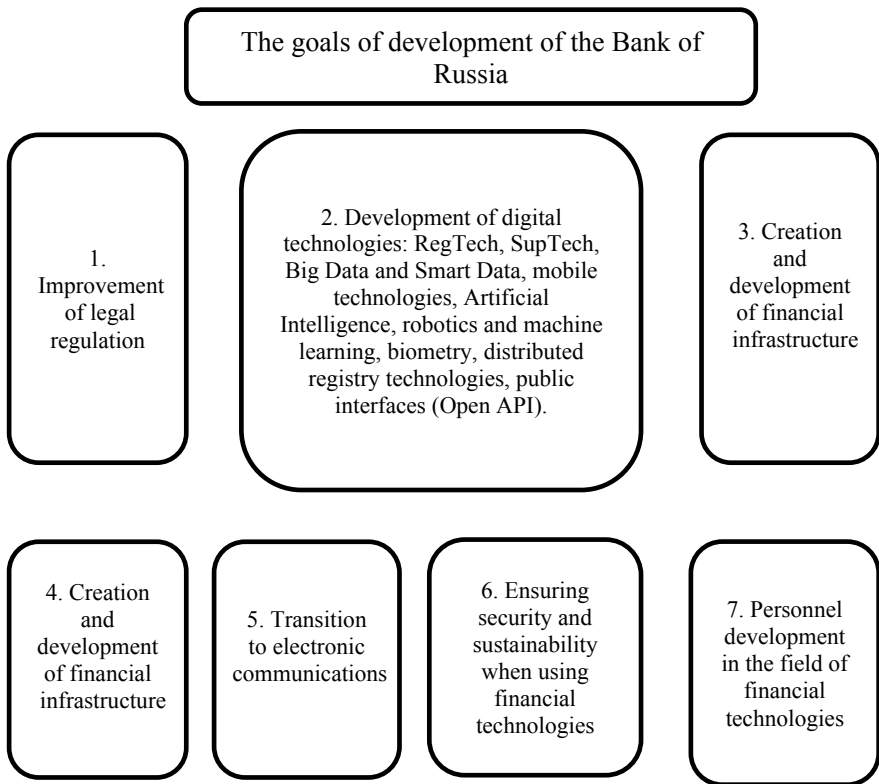 The goals of development of the Bank of
Russia
1.
Improvement
of legal
regulation
2. Development of digital
technologies: RegTech, SupTech,
Big Data and Smart Data, mobile
technologies, Artificial
Intelligence, robotics and machine
learning, biometry, distributed
registry technologies, public
interfaces (Open API).
3. Creation
and
development
of financial
infrastructure
4. Creation
and
development
of financial
infrastructure
5. Transition
to electronic
communications
6. Ensuring
security and
sustainability
when using
financial
technologies
7. Personnel
development
in the field of
financial
technologies